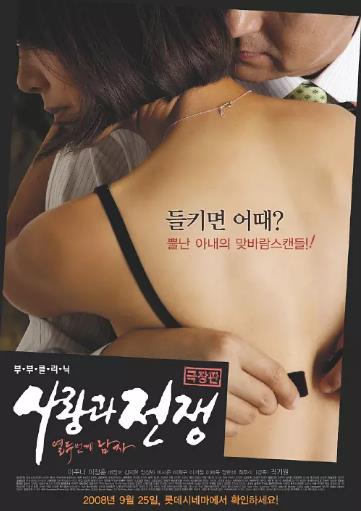 들키면 어때?
뿔난 아내의 맞바람스캔들!!
부·부·클·리·닉
극장판
사랑과 전쟁
열두번째 남자
2008년 9월 25일, 롯데시네마에서 확인하세요!